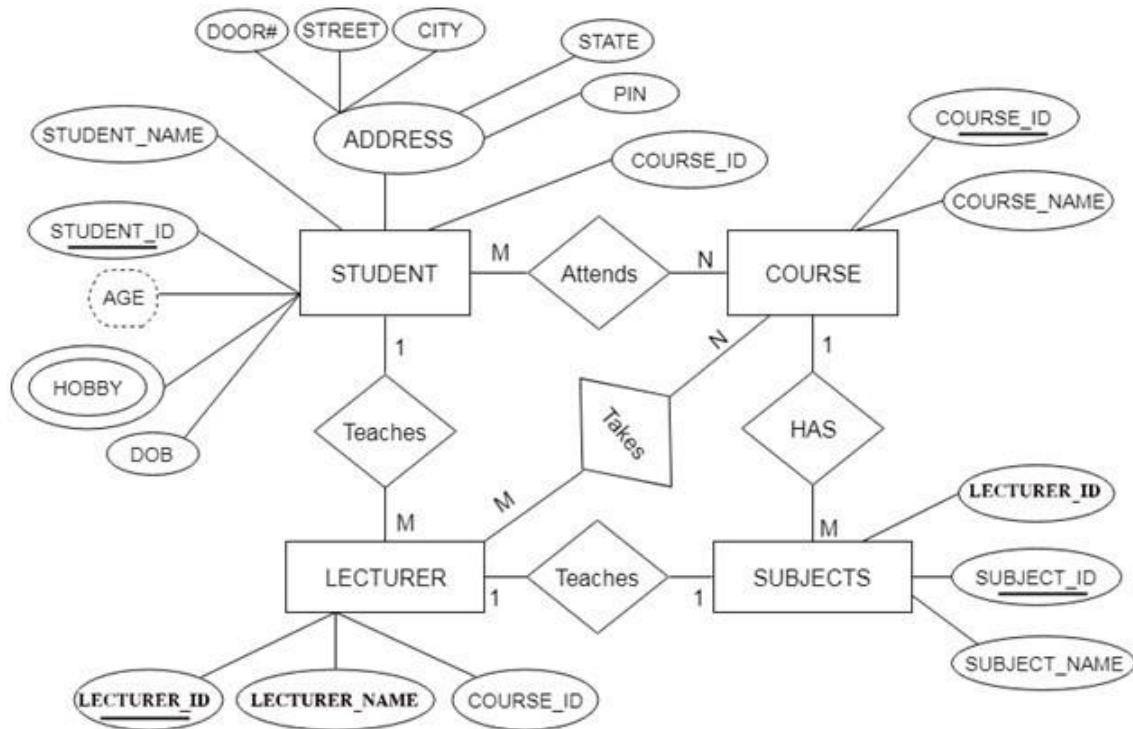 DOOR# STREET CITY
STATE
PIN
ADDRESS
STUDENT_NAME
COURSE_ID
COURSE_ID
COURSE_NAME
STUDENT_ID
AGE
HOBBY
DOB
STUDENT
M
Attends
N
COURSE
1
Teaches
M
N
Takes
M
1
HAS
M
LECTURER
1
Teaches
1
SUBJECTS
LECTURER_ID
SUBJECT_ID
SUBJECT_NAME
LECTURER_ID
LECTURER_NAME
COURSE_ID